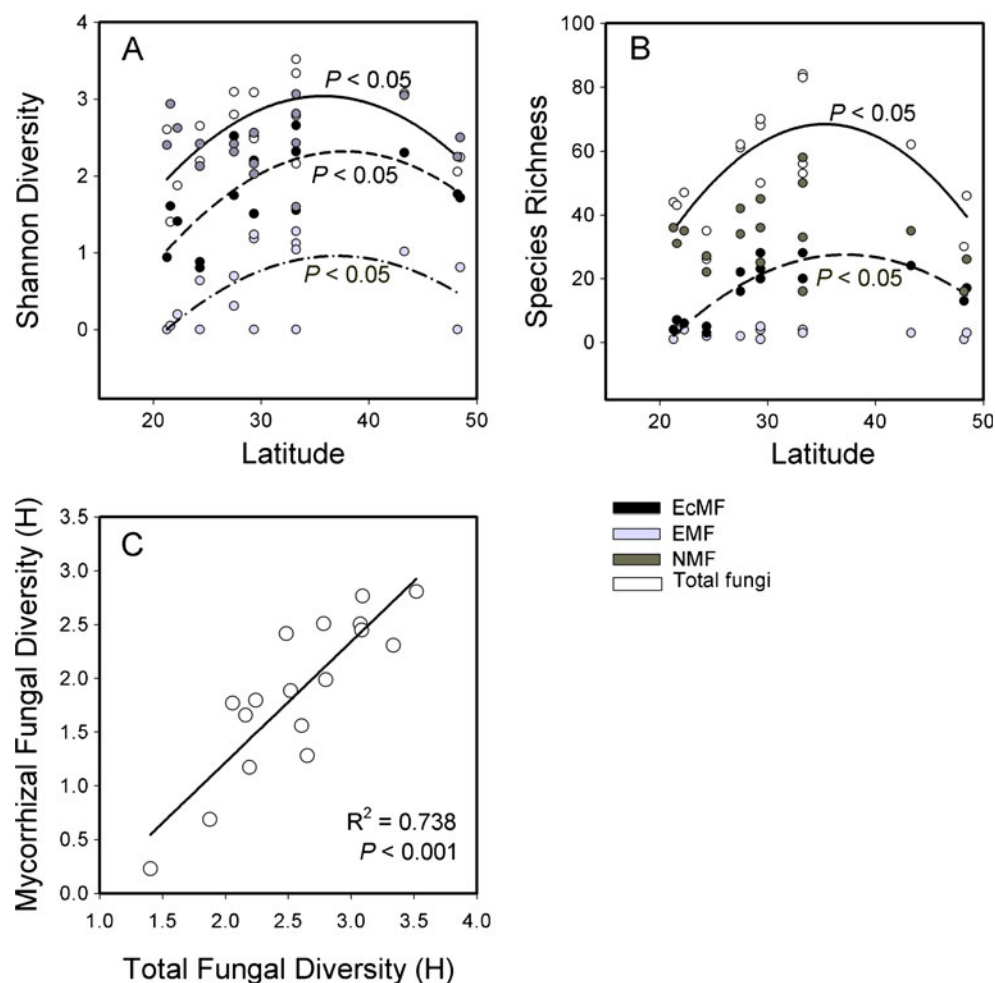 A
Shannon Diversity
4
3
2
1
0
P < 0.05
P < 0.05
P < 0.05
20 30 40 50
Latitude
B
Species Richness
100
80
60
40
20
0
P < 0.05
P < 0.05
20 30 40 50
Latitude
EcMF
EMF
NMF
Total fungi
C
Mycorrhizal Fungal Diversity (H)
3.5
3.0
2.5
2.0
1.5
1.0
0.5
0.0
R² = 0.738
P < 0.001
1.0 1.5 2.0 2.5 3.0 3.5 4.0
Total Fungal Diversity (H)